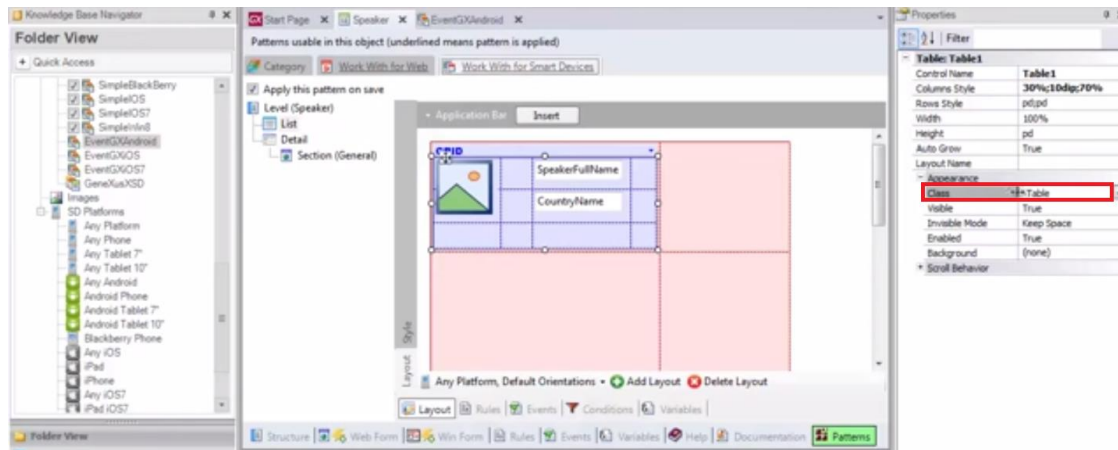 Knowledge Base Navigator
Folder View
+ Quick Access
SimpleBlackBerry
SimpleIOS
SimpleIOS7
SimpleWin8
EventGXAndroid
EventGXiOS
EventGXiOS7
GeneXusXSD
Images
SD Platforms
Any Platform
Any Phone
Any Tablet 7"
Any Tablet 10"
Any Android
Android Phone
Android Tablet 7"
Android Tablet 10"
Blackberry Phone
Any iOS
iPad
iPhone
Any iOS7
iPad iOS7
Folder View
Start Page
Speaker
EventGXAndroid
Patterns usable in this object (underlined means pattern is applied)
Category
Work With for Web
Work With for Smart Devices
Apply this pattern on save
Level (Speaker)
List
Detail
Section (General)
Application Bar
Insert
GRID
SpeakerFullName
CountryName
Style
Layout
Any Platform, Default Orientations
Add Layout
Delete Layout
Layout
Rules
Events
Conditions
Variables
Structure
Web Form
Win Form
Rules
Events
Variables
Help
Documentation
Patterns
Properties
Filter
Table: Table1
Control Name Table1
Columns Style 30%;10dip;70%
Rows Style pd;pd
Width 100%
Height pd
Auto Grow True
Layout Name
Appearance
Class Table
Visible True
Invisible Mode Keep Space
Enabled True
Background (none)
Scroll Behavior